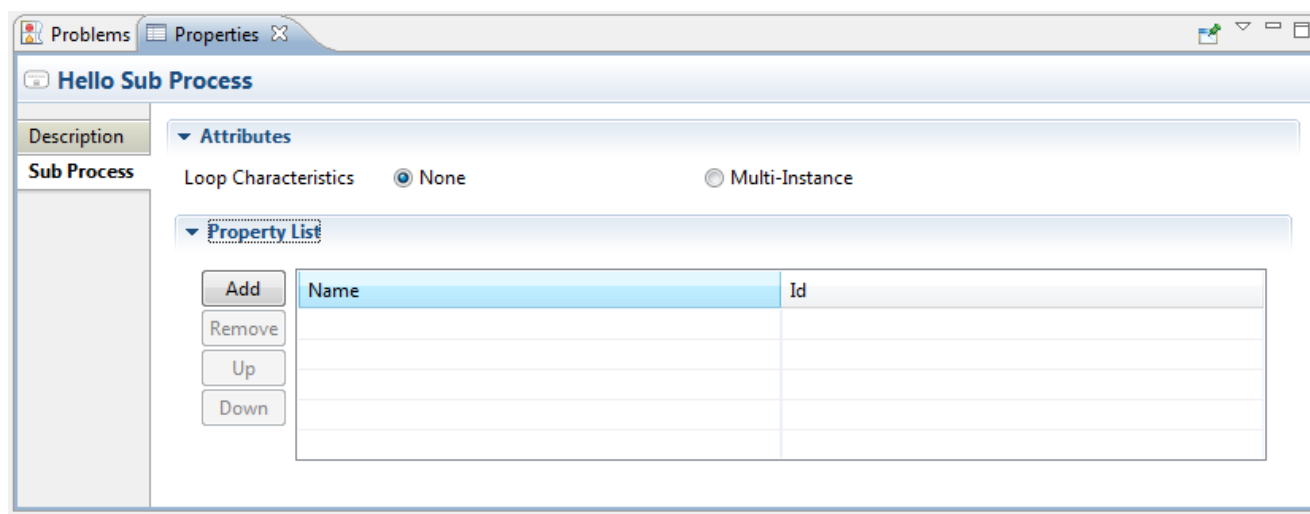 Problems Properties
Hello Sub Process
Description
Sub Process
Attributes
Loop Characteristics None Multi-Instance
Property List
Add
Remove
Up
Down
Name Id